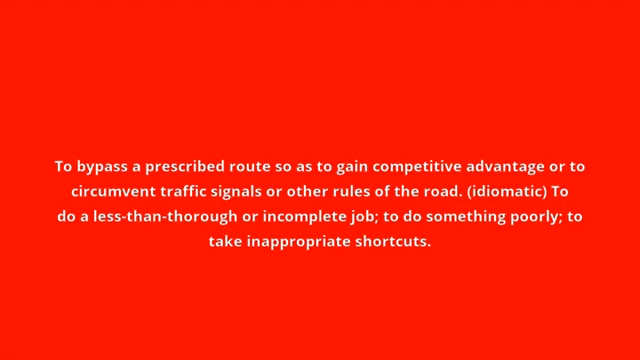 To bypass a prescribed route so as to gain competitive advantage or to
circumvent traffic signals or other rules of the road. (idiomatic) To
do a less-than-thorough or incomplete job; to do something poorly; to
take inappropriate shortcuts.